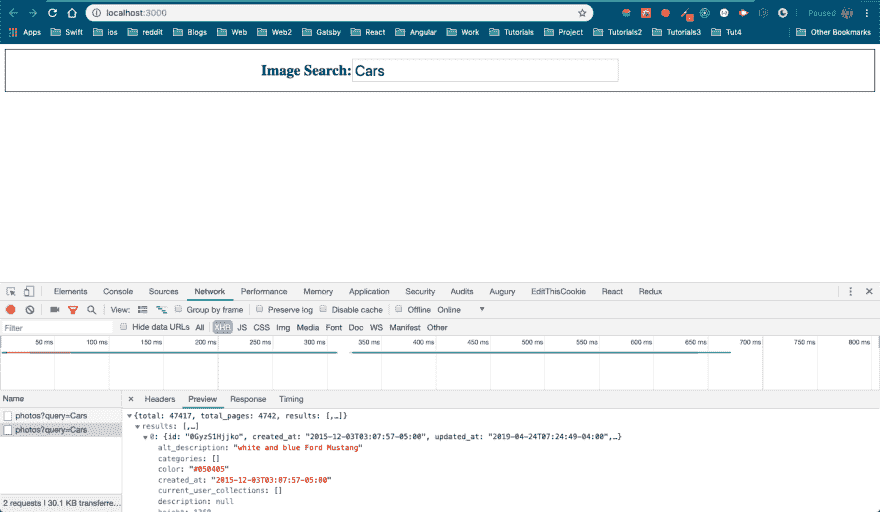 localhost:3000
Paused
Apps Swift ios reddit Blogs Web Web2 Gatsby React Angular Work Tutorials Project Tutorials2 Tutorials3 Tut4 Other Bookmarks
Image Search: Cars
Elements Console Sources Network Performance Memory Application Security Audits Augury EditThisCookie React Redux
View: Group by frame Preserve log Disable cache Offline Online
Filter Hide data URLs All XHR JS CSS Img Media Font Doc WS Manifest Other
50 ms 100 ms 150 ms 200 ms 250 ms 300 ms 350 ms 400 ms 450 ms 500 ms 550 ms 600 ms 650 ms 700 ms 750 ms 800 ms
Name Headers Preview Response Timing
photos?query=Cars
photos?query=Cars
{total: 47417, total_pages: 4742, results: [,…]}
results: [,…]
0: {id: "0GyzS1Hjjko", created_at: "2015-12-03T03:07:57-05:00", updated_at: "2019-04-24T07:24:49-04:00",…}
alt_description: "white and blue Ford Mustang"
categories: []
color: "#050405"
created_at: "2015-12-03T03:07:57-05:00"
current_user_collections: []
description: null
2 requests | 30.1 KB transferre...